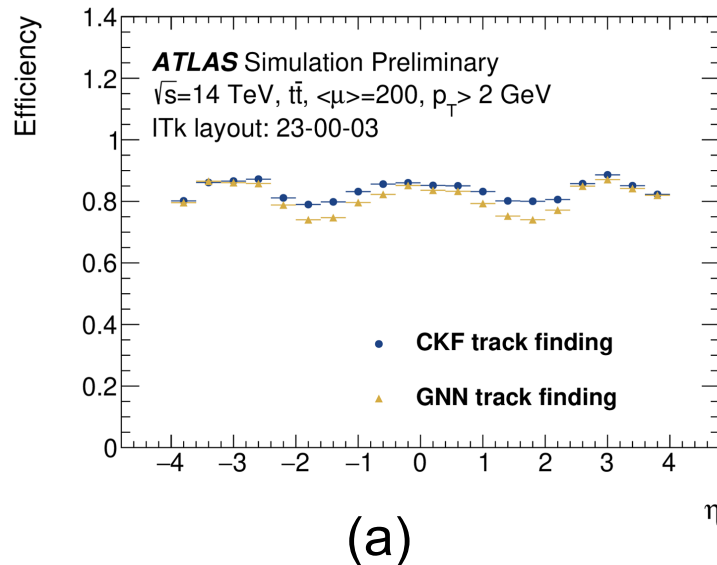 Efficiency
1.4
1.2
1
0.8
0.6
0.4
0.2
0
ATLAS Simulation Preliminary
√s=14 TeV, tt̄, <μ>=200, p_T> 2 GeV
ITk layout: 23-00-03
CKF track finding
GNN track finding
−4 −3 −2 −1 0 1 2 3 4
η
(a)